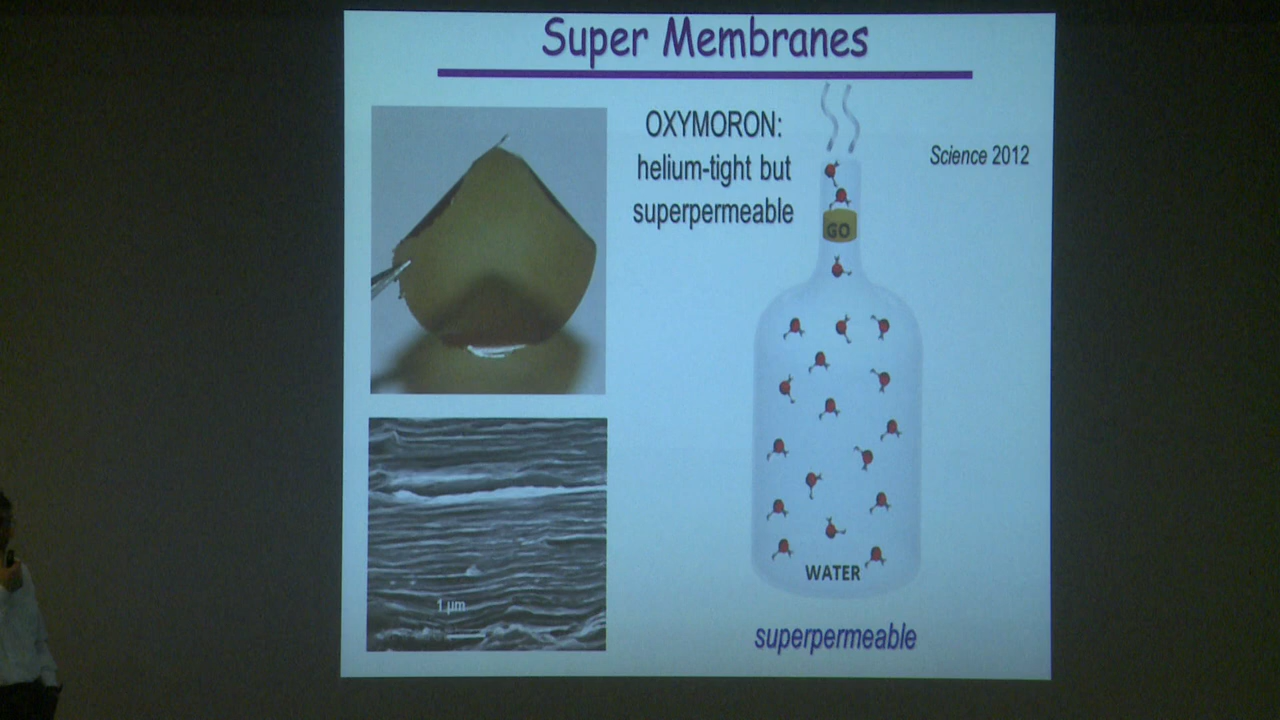 Super Membranes
OXYMORON:
helium-tight but
superpermeable
Science 2012
GO
1 µm
WATER
superpermeable